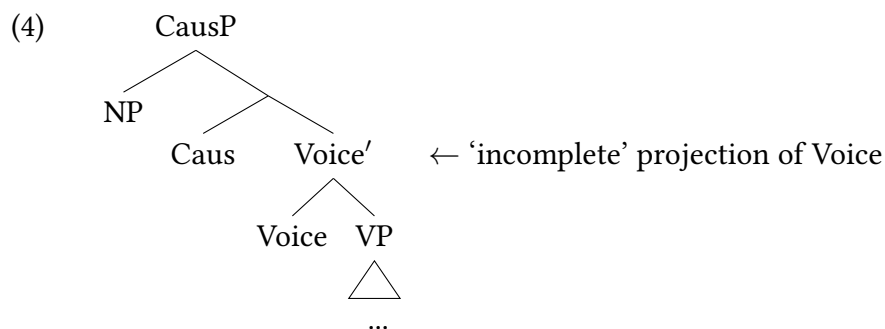 (4) CausP
NP
Caus Voice′ ← ‘incomplete’ projection of Voice
Voice VP
...